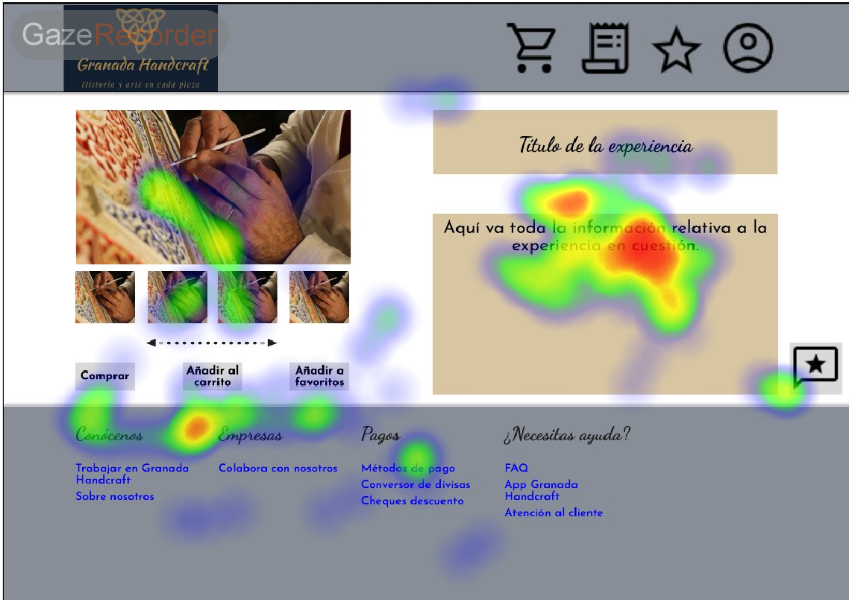 GazeRecorder
Granada Handcraft
Historia y arte en cada pieza
Título de la experiencia
Aquí va toda la información relativa a la
experiencia en cuestión.
Comprar
Añadir al
carrito
Añadir a
favoritos
Conócenos
Trabajar en Granada
Handcraft
Sobre nosotros
Empresas
Colabora con nosotros
Pagos
Métodos de pago
Conversor de divisas
Cheques descuento
¿Necesitas ayuda?
FAQ
App Granada
Handcraft
Atención al cliente